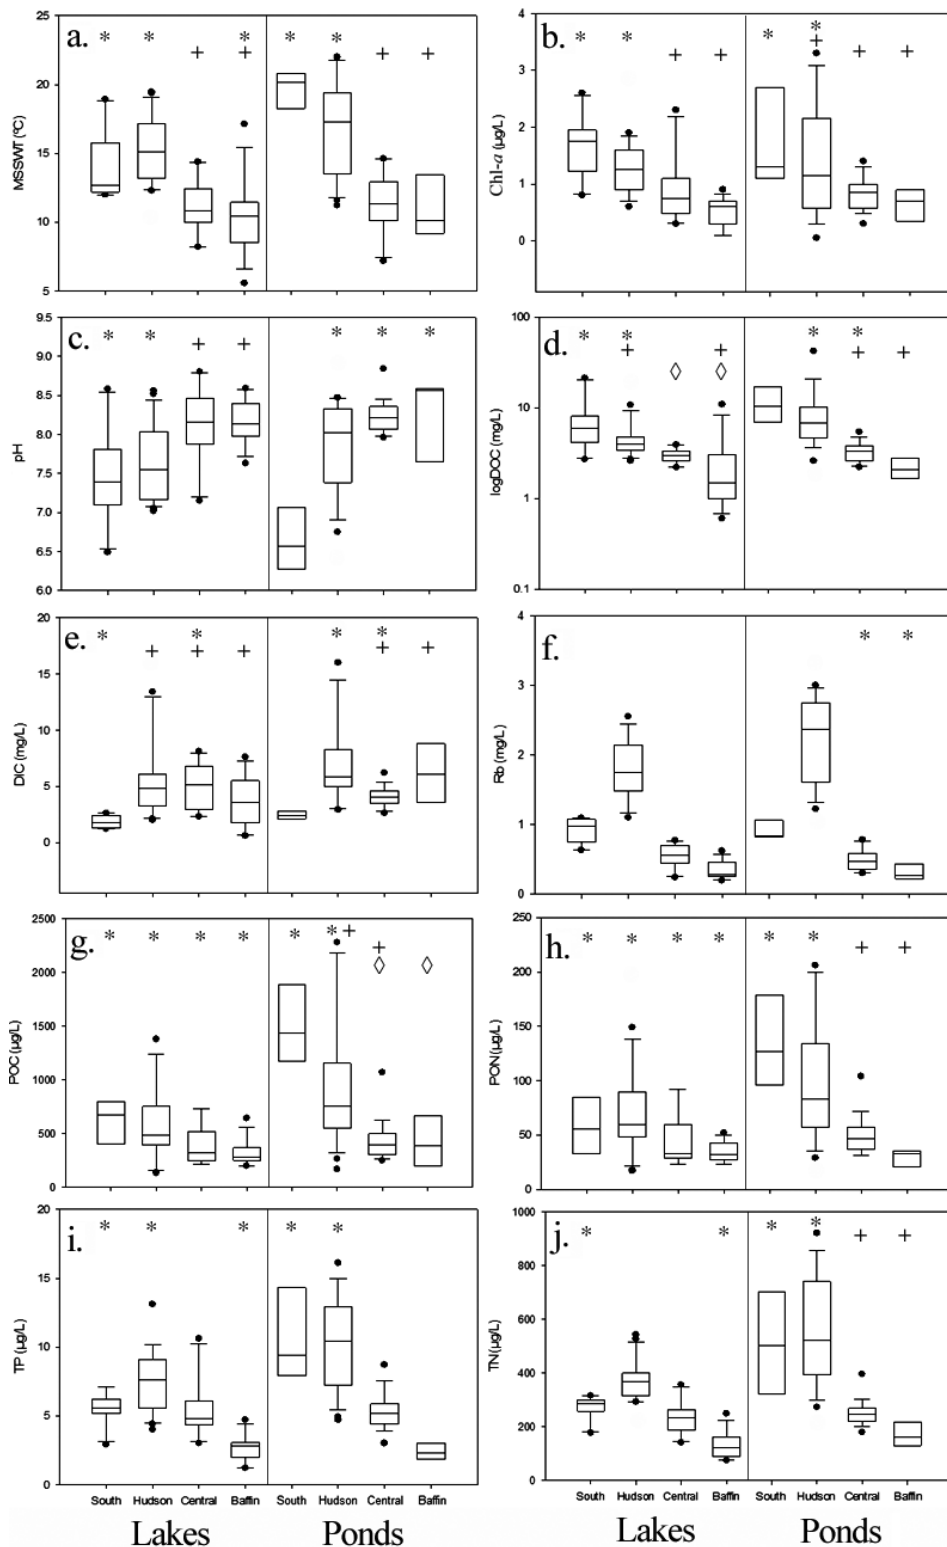 a.
* * + * + * * + +
MSSWT (ºC)
25
20
15
10
5
b.
* * + + * * + + +
Chl-a (µg/L)
4
3
2
1
0
c.
* * + + * * *
pH
9.5
9.0
8.5
8.0
7.5
7.0
6.5
6.0
d.
* * + ◊ + ◊ * * + +
logDOC (mg/L)
100
10
1
0.1
e.
* + * + + * * + +
DIC (mg/L)
20
15
10
5
0
f.
* *
Rb (mg/L)
4
3
2
1
0
g.
* * * * * * + + ◊ ◊
POC (µg/L)
2500
2000
1500
1000
500
0
h.
* * * * * * + +
PON (µg/L)
250
200
150
100
50
0
i.
* * * * *
TP (µg/L)
20
15
10
5
0
South Hudson Central Baffin South Hudson Central Baffin
Lakes Ponds
j.
* * * * + +
TN (µg/L)
1000
800
600
400
200
0
South Hudson Central Baffin South Hudson Central Baffin
Lakes Ponds